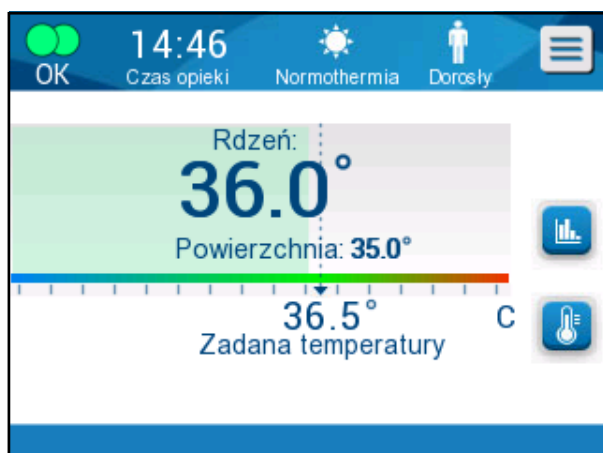 OK
14:46
Czas opieki
Normothermia
Dorosły
Rdzeń:
36.0°
Powierzchnia: 35.0°
36.5° C
Zadana temperatury